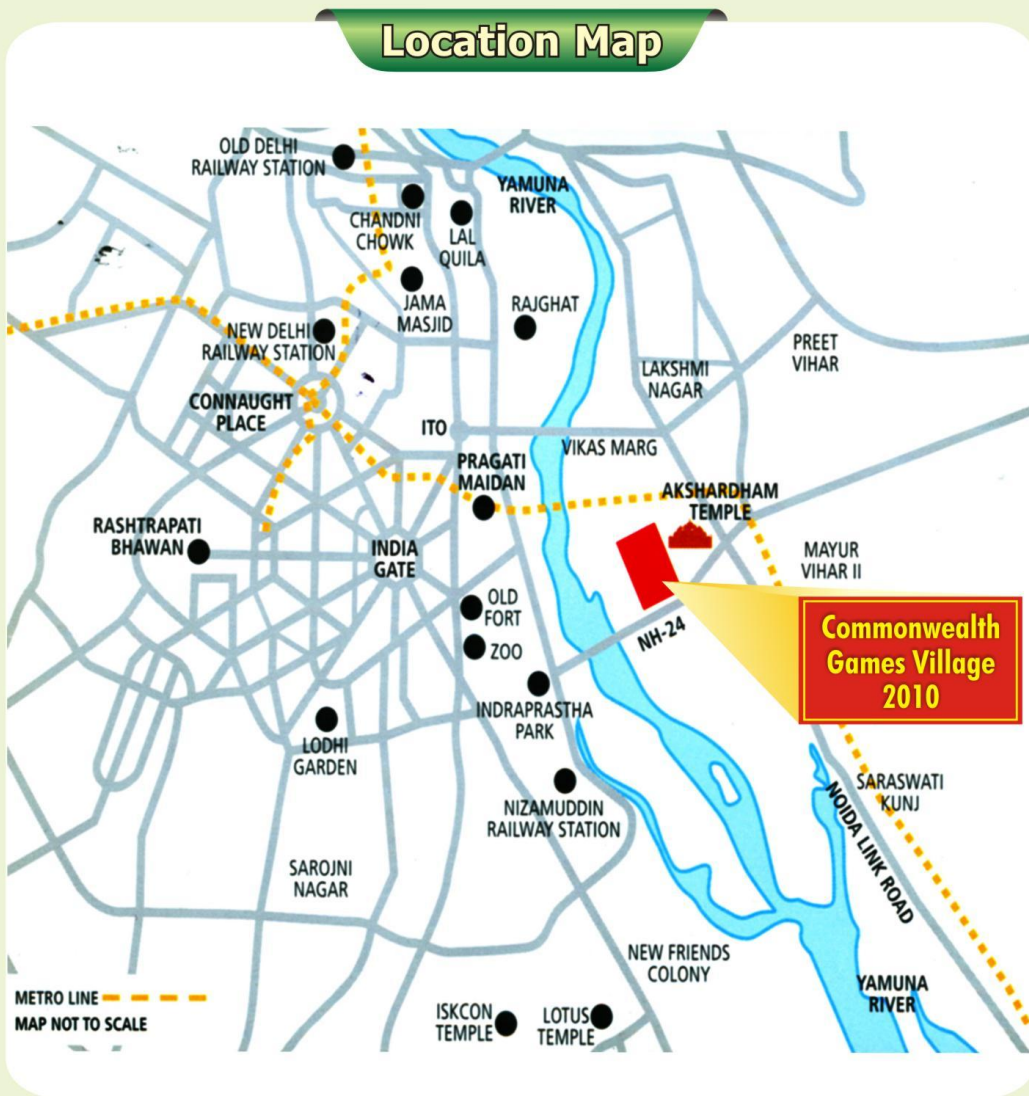 Location Map
OLD DELHI
RAILWAY STATION
YAMUNA
RIVER
CHANDNI
CHOWK
LAL
QUILA
JAMA
MASJID
RAJGHAT
NEW DELHI
RAILWAY STATION
PREET
VIHAR
LAKSHMI
NAGAR
CONNAUGHT
PLACE
ITO
VIKAS MARG
PRAGATI
MAIDAN
AKSHARDHAM
TEMPLE
RASHTRAPATI
BHAWAN
INDIA
GATE
MAYUR
VIHAR II
OLD
FORT
ZOO
NH-24
Commonwealth
Games Village
2010
INDRAPRASTHA
PARK
LODHI
GARDEN
NIZAMUDDIN
RAILWAY STATION
SARASWATI
KUNJ
NOIDA LINK ROAD
SAROJNI
NAGAR
NEW FRIENDS
COLONY
YAMUNA
RIVER
METRO LINE
MAP NOT TO SCALE
ISKCON
TEMPLE
LOTUS
TEMPLE